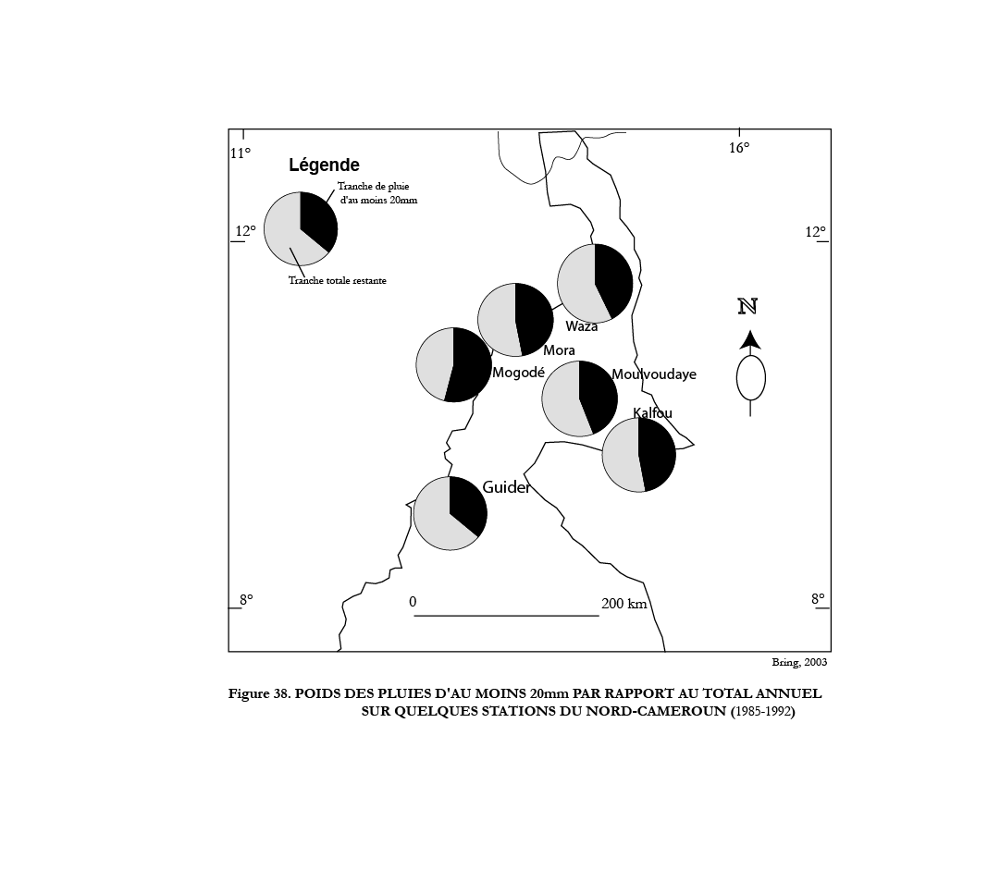 11°
16°
Légende
Tranche de pluie
d'au moins 20mm
12°
12°
Tranche totale restante
N
Waza
Mora
Mogodé
Moulvoudaye
Kalfou
Guider
8°
0
200 km
8°
Bring, 2003
Figure 38. POIDS DES PLUIES D'AU MOINS 20mm PAR RAPPORT AU TOTAL ANNUEL
SUR QUELQUES STATIONS DU NORD-CAMEROUN (1985-1992)